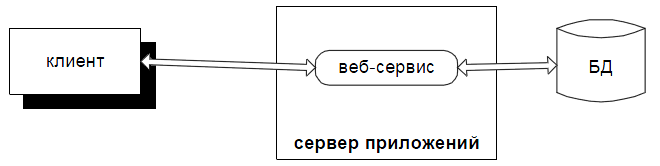 клиент
веб-сервис
БД
сервер приложений